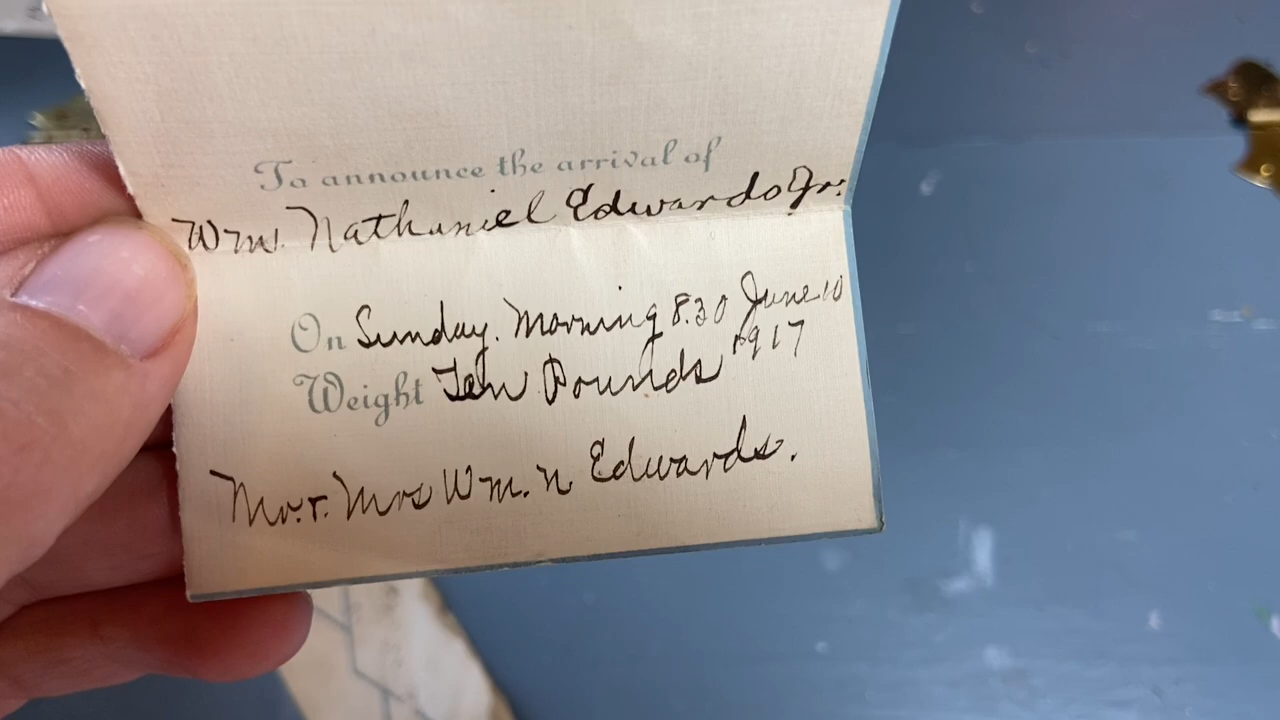 To announce the arrival of
Wm. Nathaniel Edwards Jr.
On Sunday. Morning 8.30 June 10
1917
Weight Ten Pounds
Mr. r. Mrs Wm. N Edwards.